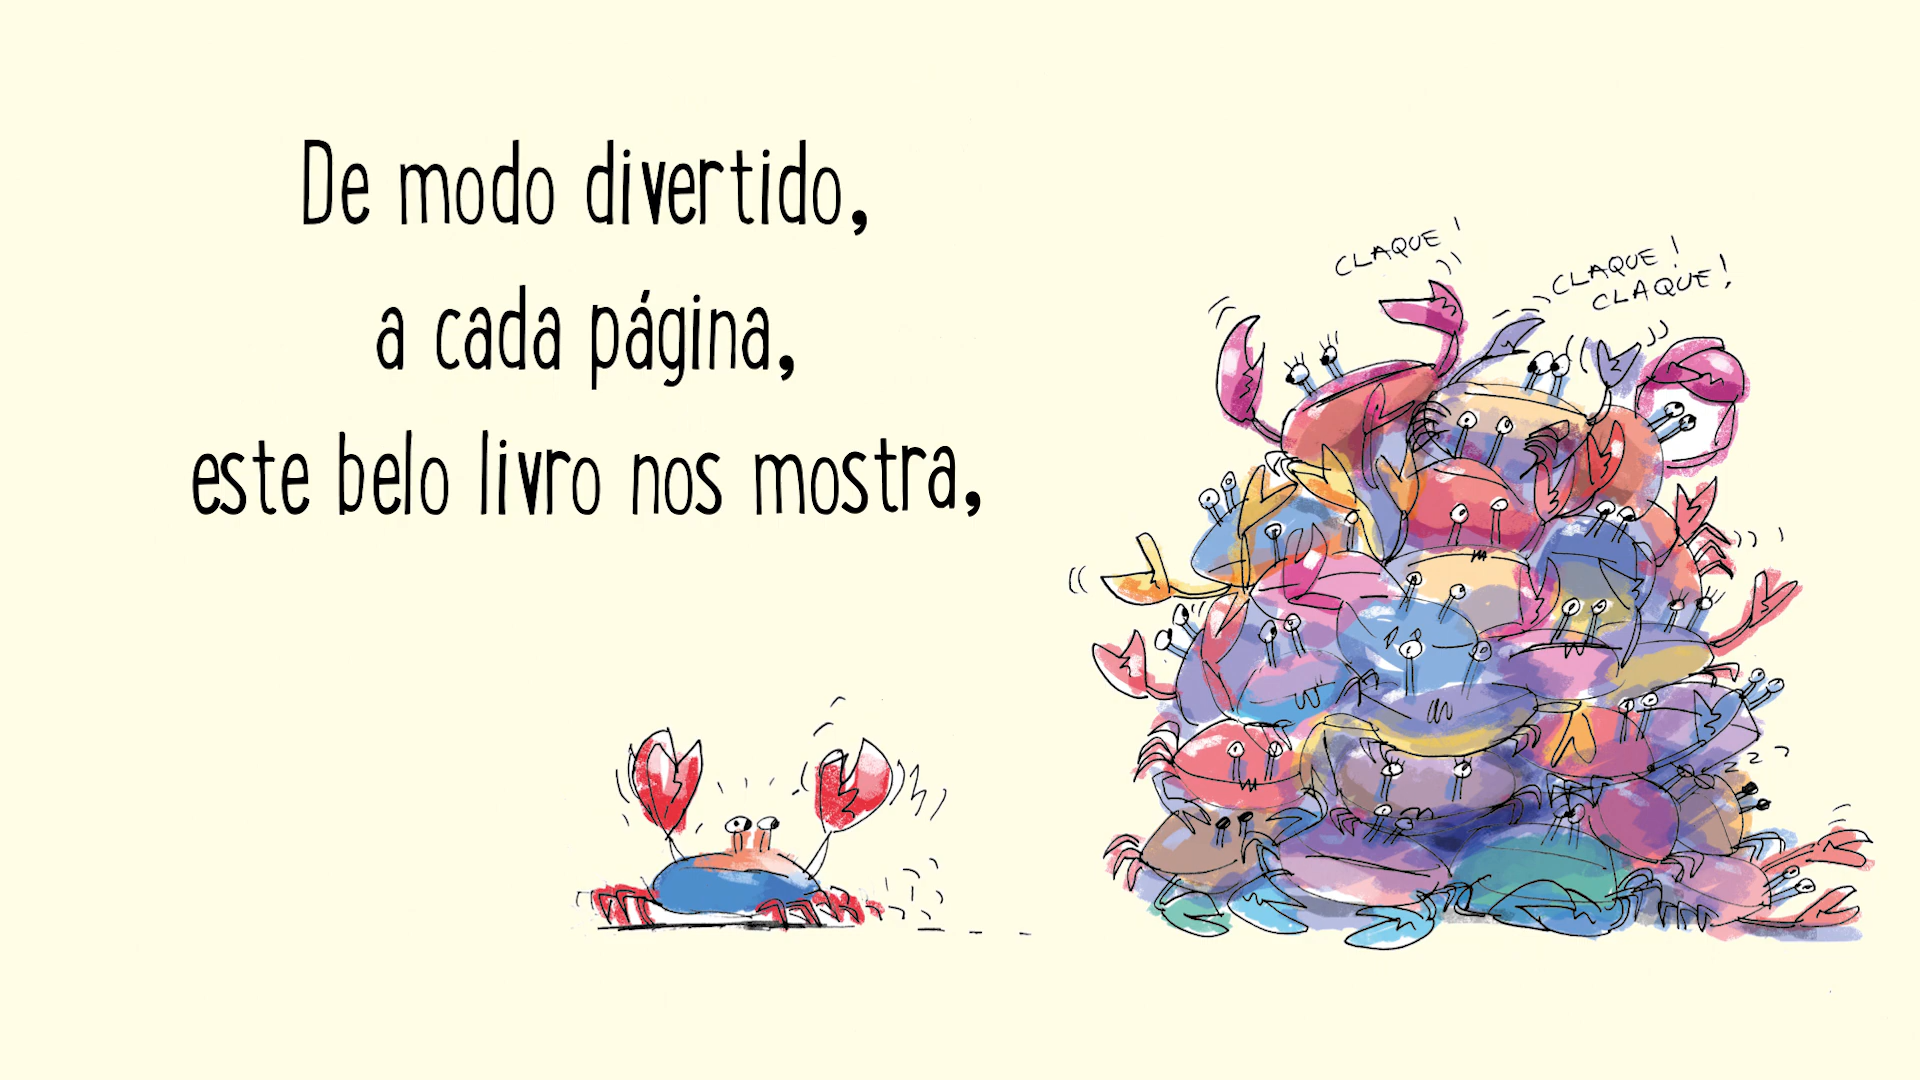 De modo divertido,
a cada página,
este belo livro nos mostra,
CLAQUE!
CLAQUE!
CLAQUE!